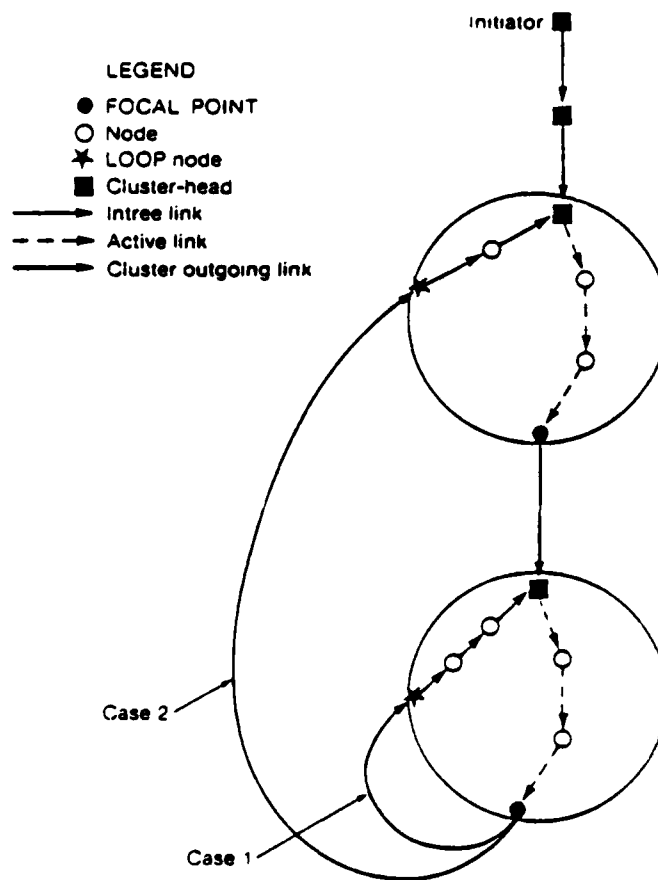 Initiator
LEGEND
FOCAL POINT
Node
LOOP node
Cluster-head
Intree link
Active link
Cluster outgoing link
Case 2
Case 1